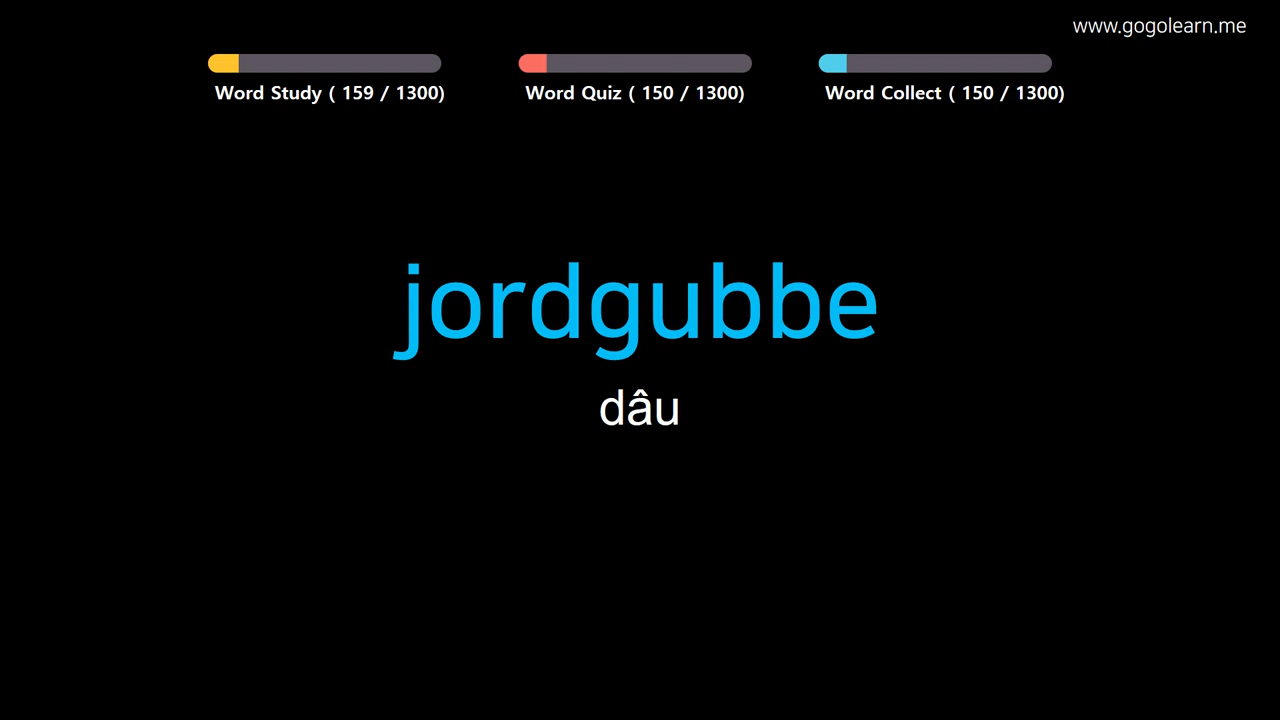 www.gogolearn.me
Word Study ( 159 / 1300)
Word Quiz ( 150 / 1300)
Word Collect ( 150 / 1300)
jordgubbe
dâu